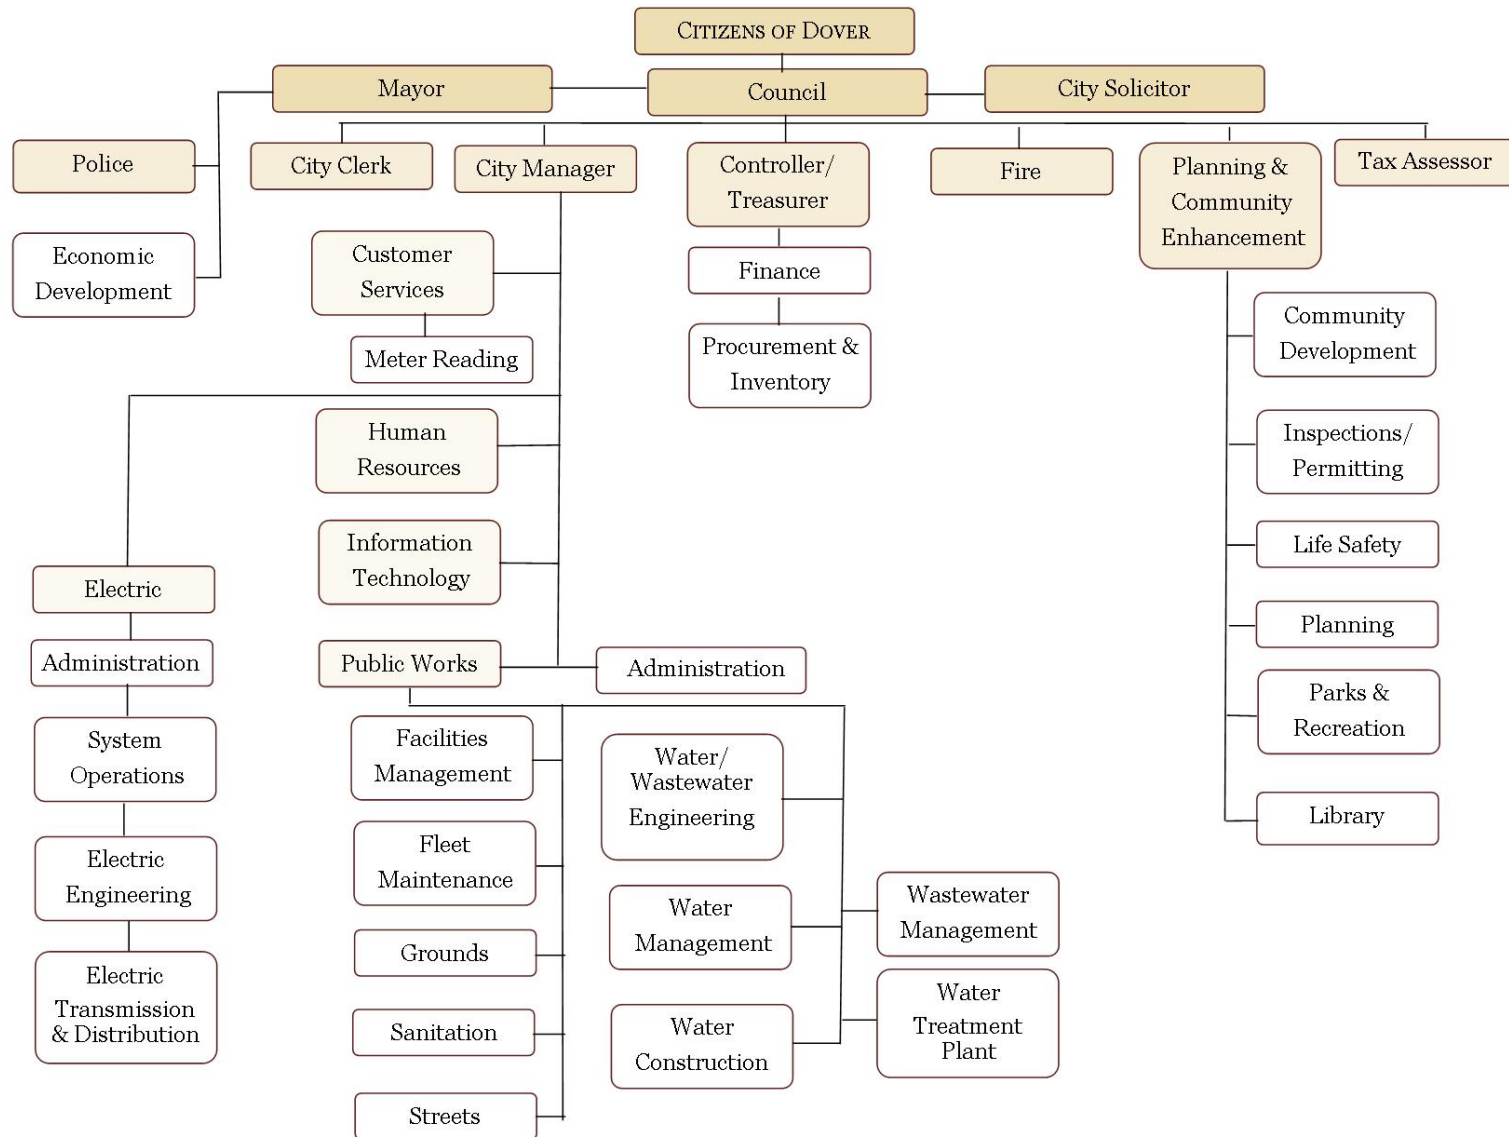 CITIZENS OF DOVER
Mayor
Council
City Solicitor
Police
City Clerk
City Manager
Controller/
Treasurer
Fire
Planning &
Community
Enhancement
Tax Assessor
Economic
Development
Customer
Services
Meter Reading
Finance
Procurement &
Inventory
Community
Development
Human
Resources
Inspections/
Permitting
Information
Technology
Life Safety
Electric
Administration
Public Works
Administration
Planning
Parks &
Recreation
Library
System
Operations
Electric
Engineering
Electric
Transmission
& Distribution
Facilities
Management
Fleet
Maintenance
Grounds
Sanitation
Streets
Water/
Wastewater
Engineering
Water
Management
Water
Construction
Wastewater
Management
Water
Treatment
Plant